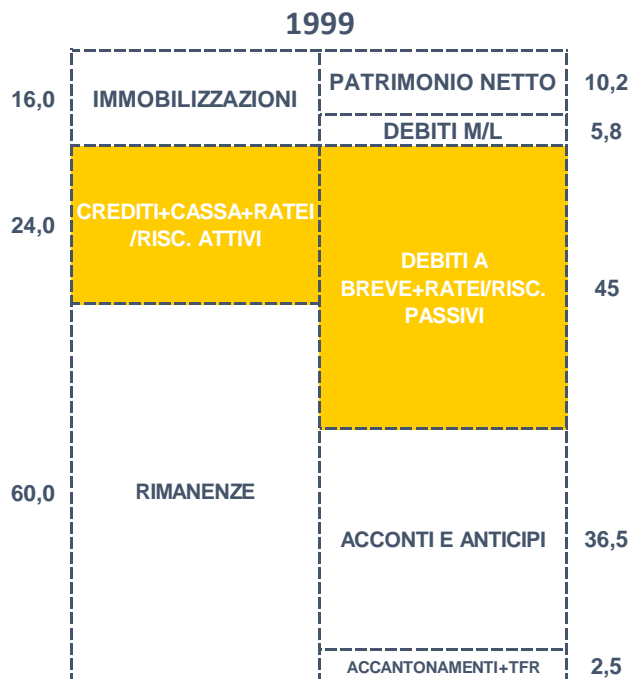 1999
16,0
IMMOBILIZZAZIONI
PATRIMONIO NETTO
10,2
DEBITI M/L
5,8
24,0
CREDITI+CASSA+RATEI
/RISC. ATTIVI
DEBITI A
BREVE+RATEI/RISC.
PASSIVI
45
60,0
RIMANENZE
ACCONTI E ANTICIPI
36,5
ACCANTONAMENTI+TFR
2,5